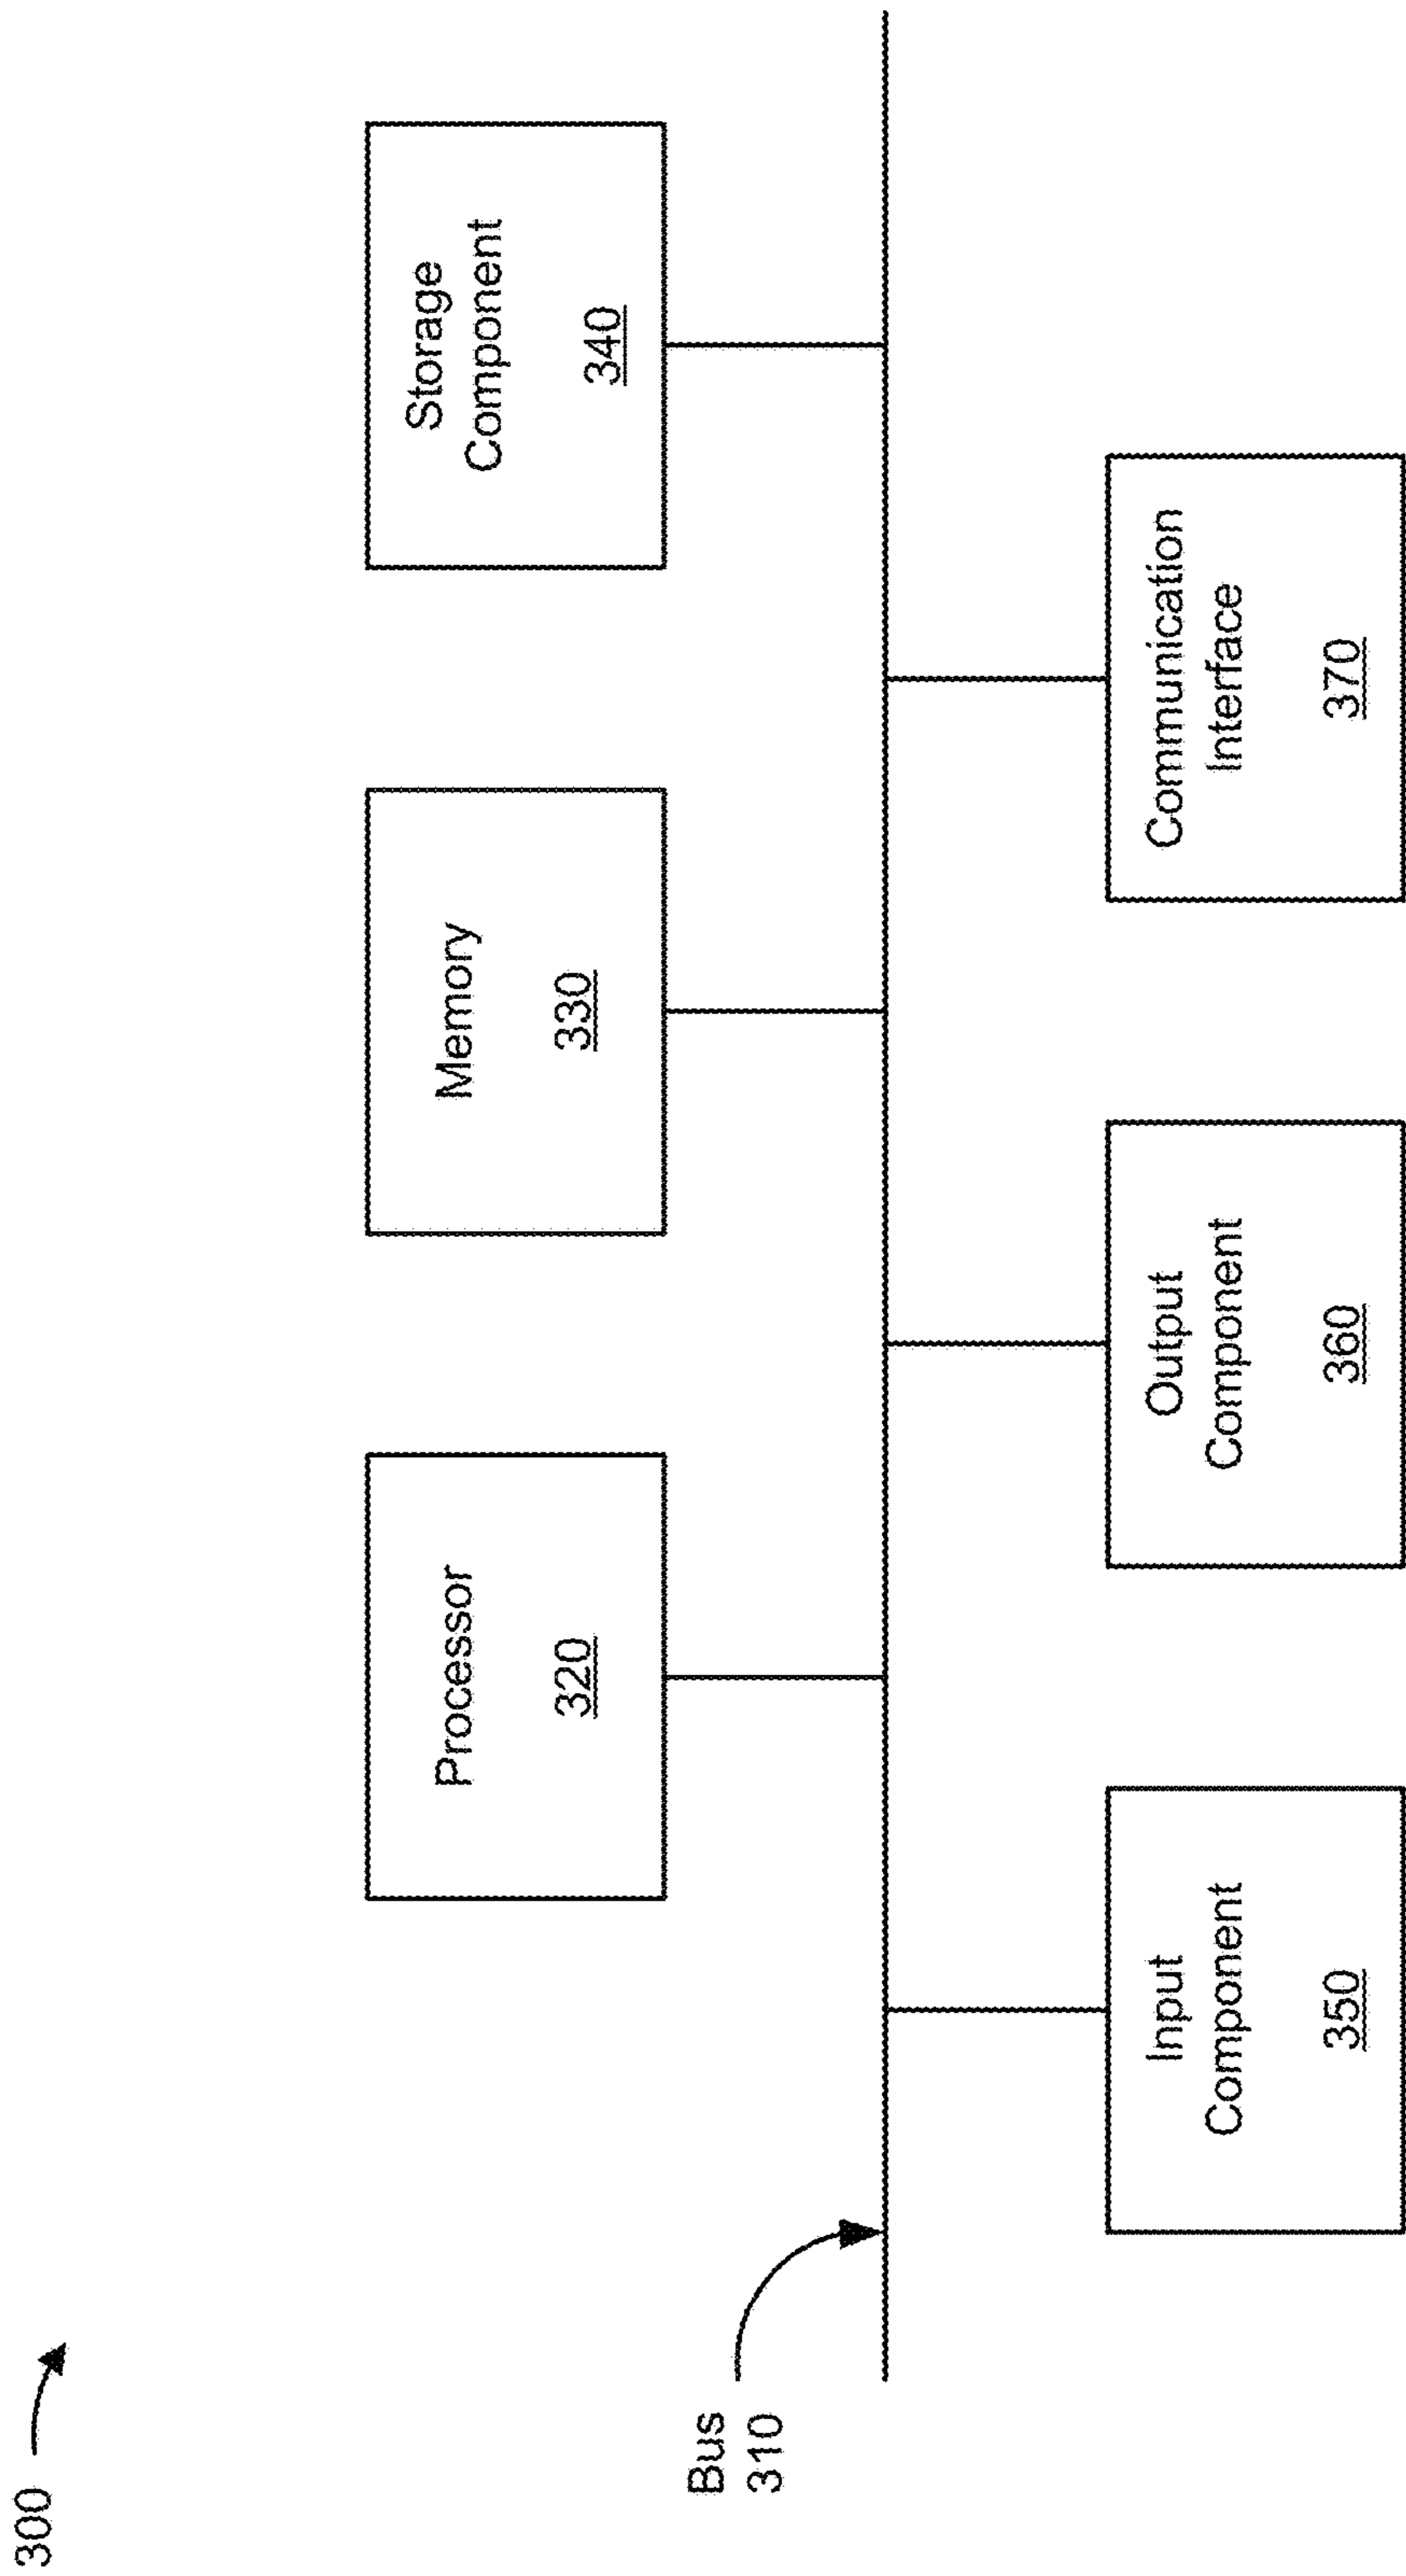 300
Processor
320
Memory
330
Storage
Component
340
Bus
310
Input
Component
350
Output
Component
360
Communication
Interface
370